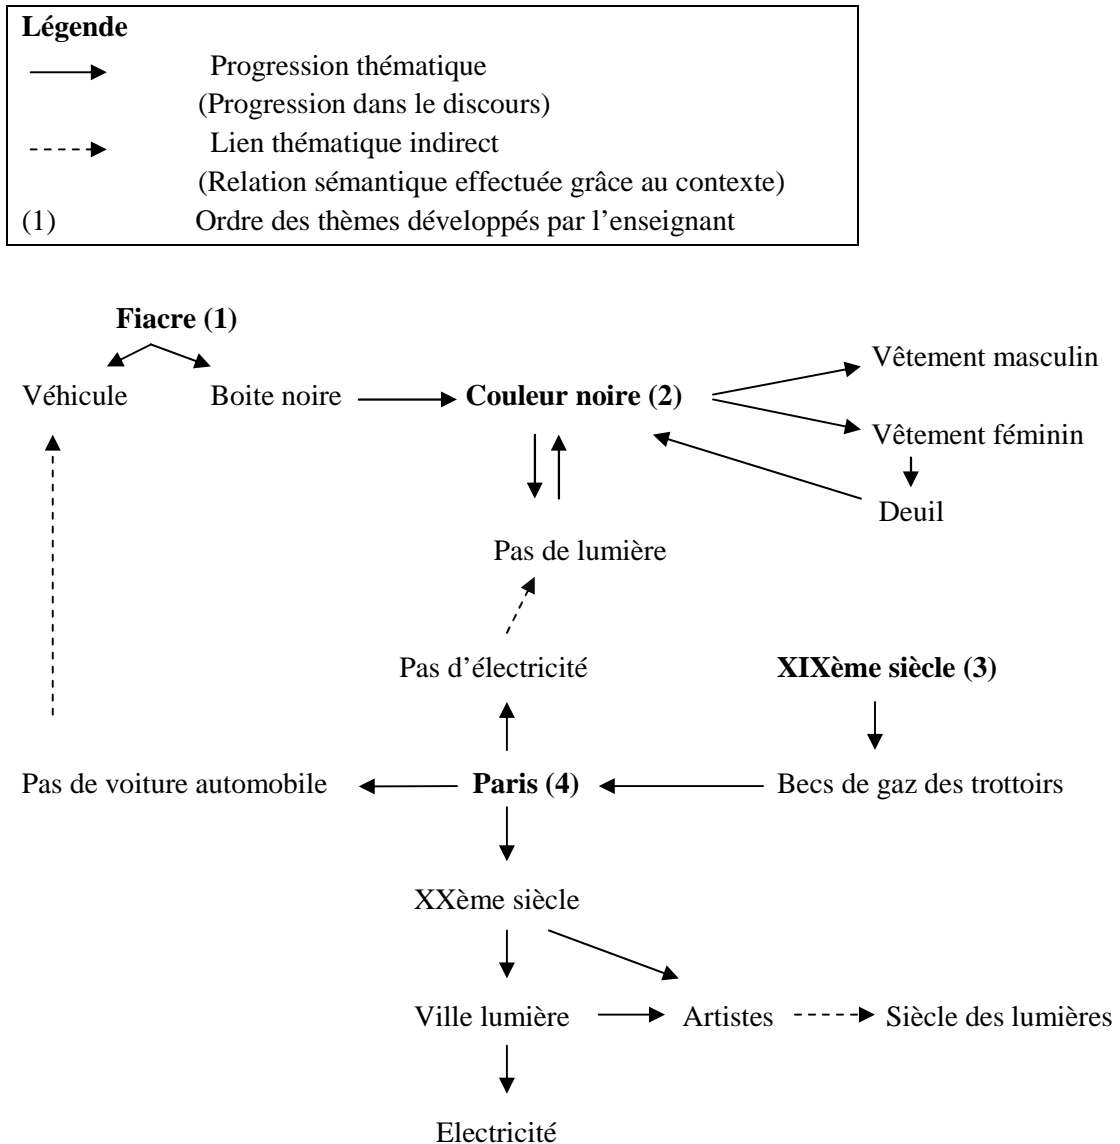 Légende
Progression thématique
(Progression dans le discours)
Lien thématique indirect
(Relation sémantique effectuée grâce au contexte)
(1) Ordre des thèmes développés par l’enseignant
Fiacre (1)
Vêtement masculin
Véhicule Boite noire Couleur noire (2)
Vêtement féminin
Deuil
Pas de lumière
Pas d’électricité XIXème siècle (3)
Pas de voiture automobile Paris (4) Becs de gaz des trottoirs
XXème siècle
Ville lumière Artistes Siècle des lumières
Electricité